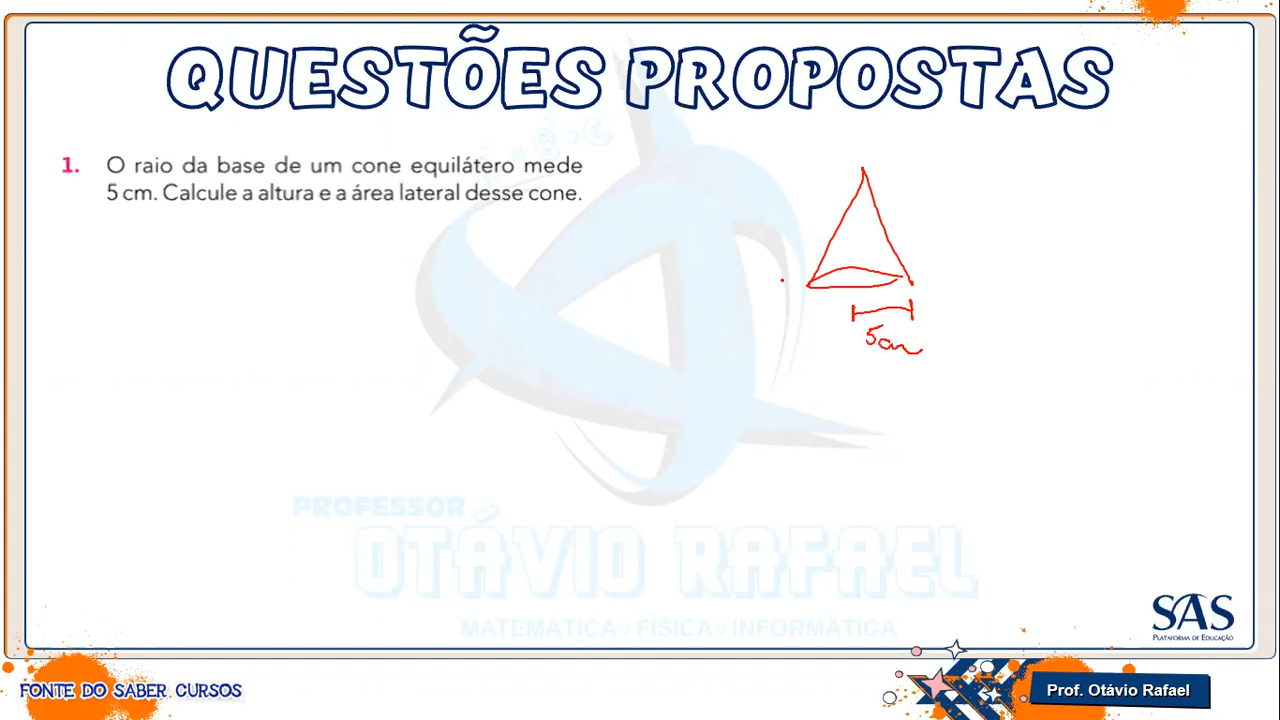 QUESTÕES PROPOSTAS
1. O raio da base de um cone equilátero mede
5 cm. Calcule a altura e a área lateral desse cone.
5cm
PROFESSOR
OTÁVIO RAFAEL
MATEMÁTICA FÍSICA INFORMÁTICA
SAS
PLATAFORMA DE EDUCAÇÃO
FONTE DO SABER CURSOS
Prof. Otávio Rafael